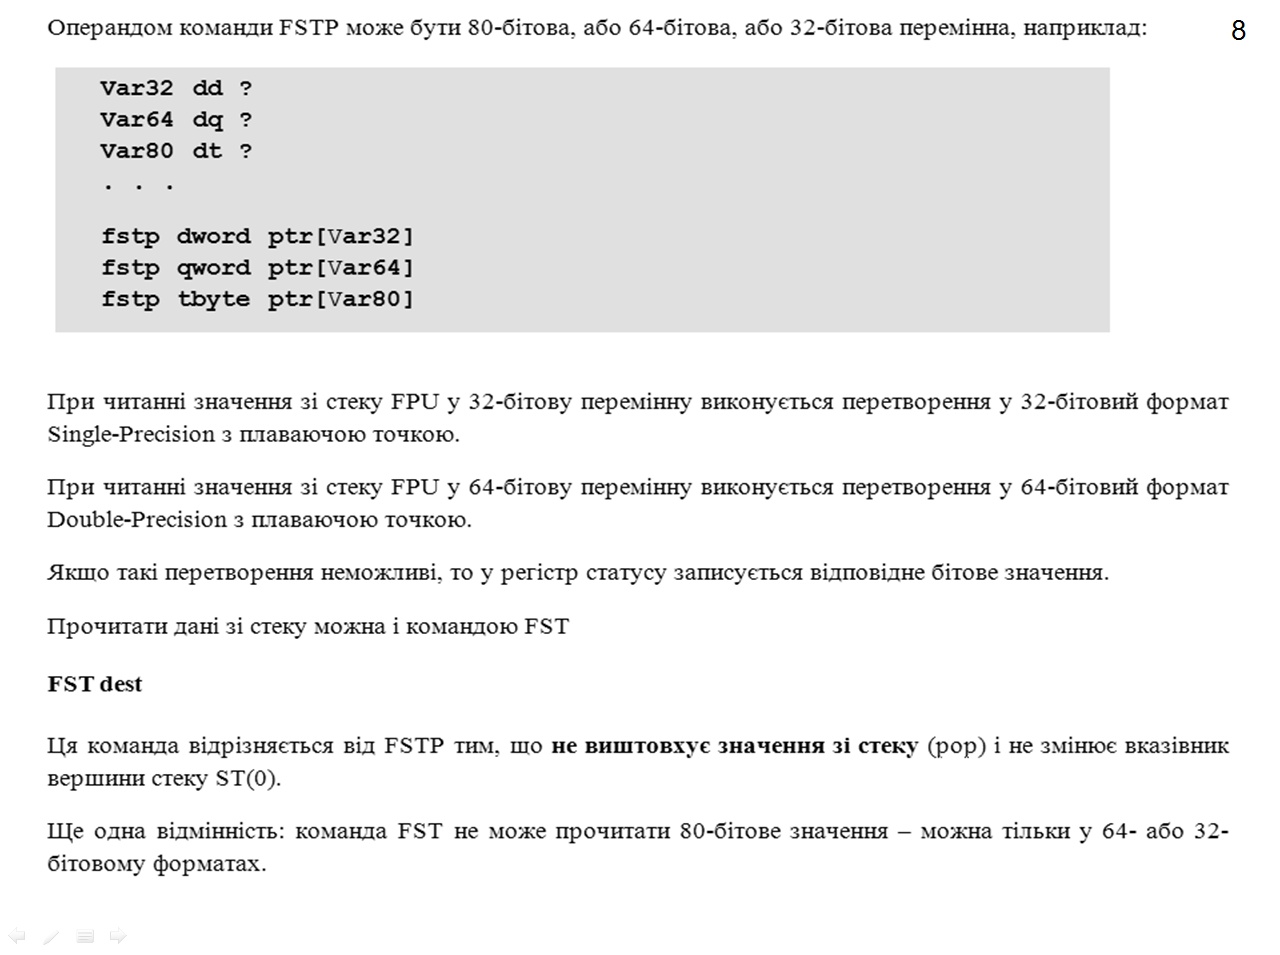 Операндом команди FSTP може бути 80-бітова, або 64-бітова, або 32-бітова перемінна, наприклад:
8
Var32 dd ?
Var64 dq ?
Var80 dt ?
. . .
fstp dword ptr[Var32]
fstp qword ptr[Var64]
fstp tbyte ptr[Var80]
При читанні значення зі стеку FPU у 32-бітову перемінну виконується перетворення у 32-бітовий формат
Single-Precision з плаваючою точкою.
При читанні значення зі стеку FPU у 64-бітову перемінну виконується перетворення у 64-бітовий формат
Double-Precision з плаваючою точкою.
Якщо такі перетворення неможливі, то у регістр статусу записується відповідне бітове значення.
Прочитати дані зі стеку можна і командою FST
FST dest
Ця команда відрізняється від FSTP тим, що не виштовхує значення зі стеку (pop) і не змінює вказівник
вершини стеку ST(0).
Ще одна відмінність: команда FST не може прочитати 80-бітове значення – можна тільки у 64- або 32-
бітовому форматах.